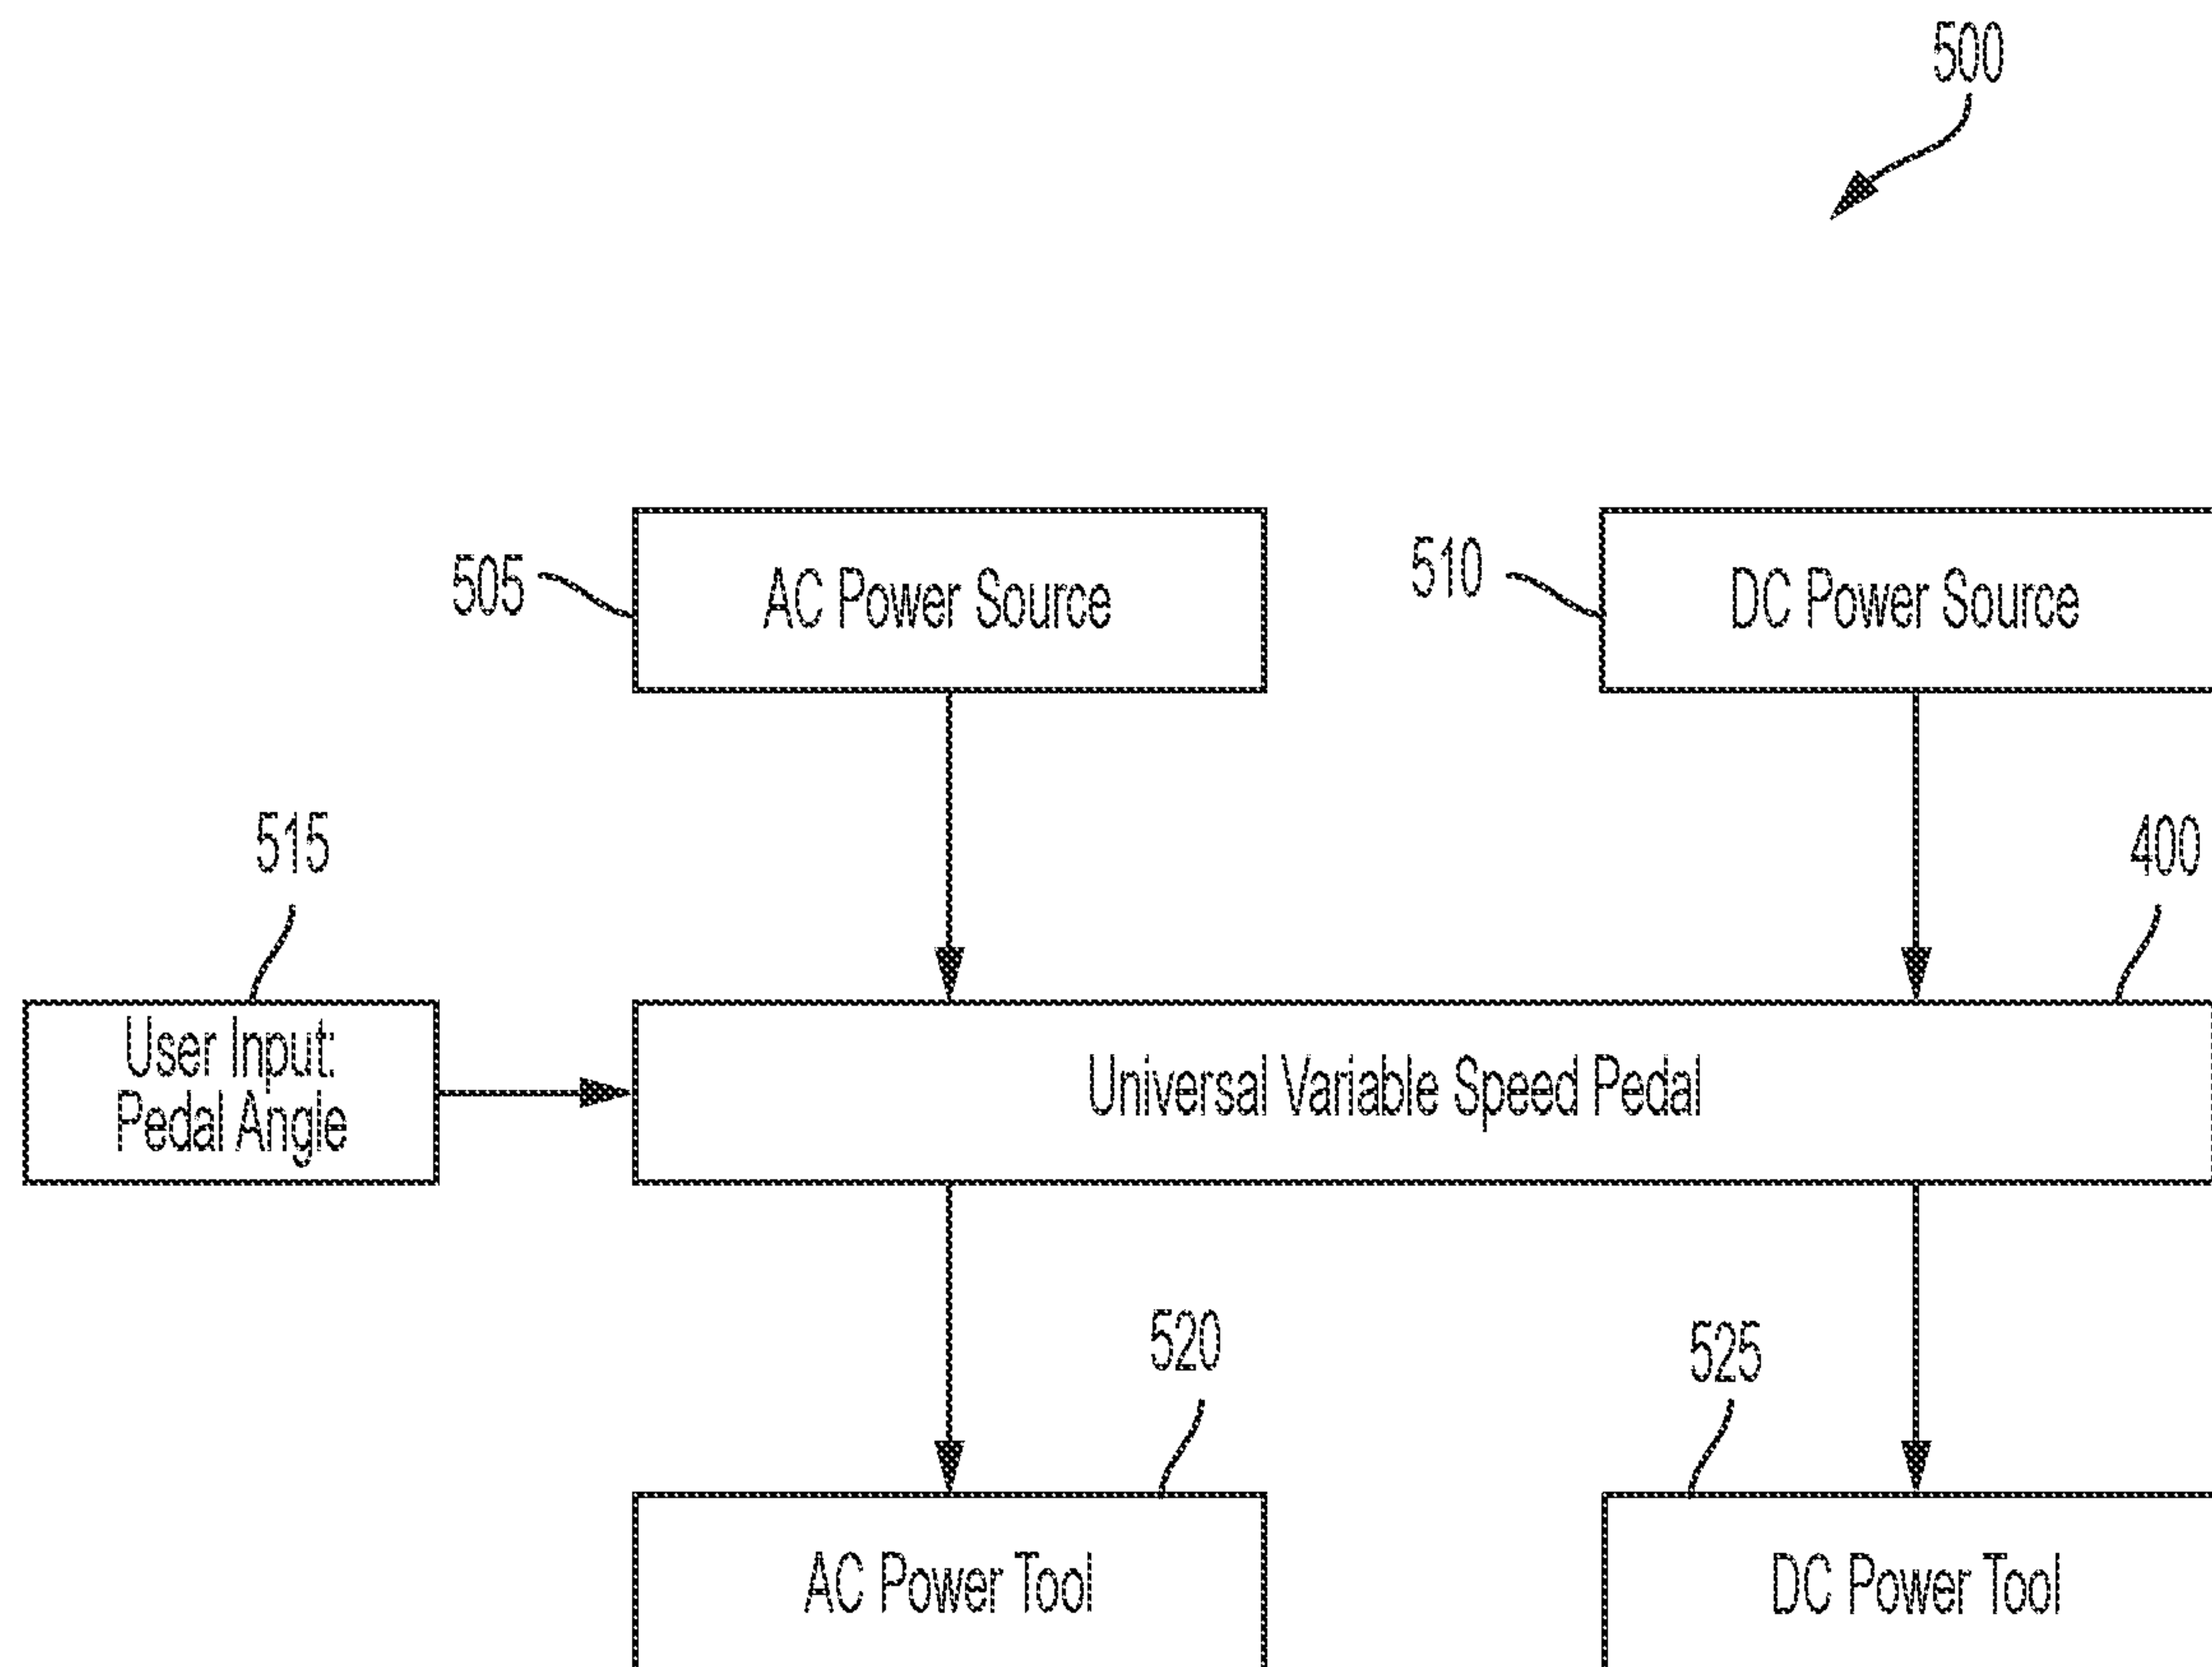 500
505
AC Power Source
510
DC Power Source
515
400
User Input:
Pedal Angle
Universal Variable Speed Pedal
520
525
AC Power Tool
DC Power Tool